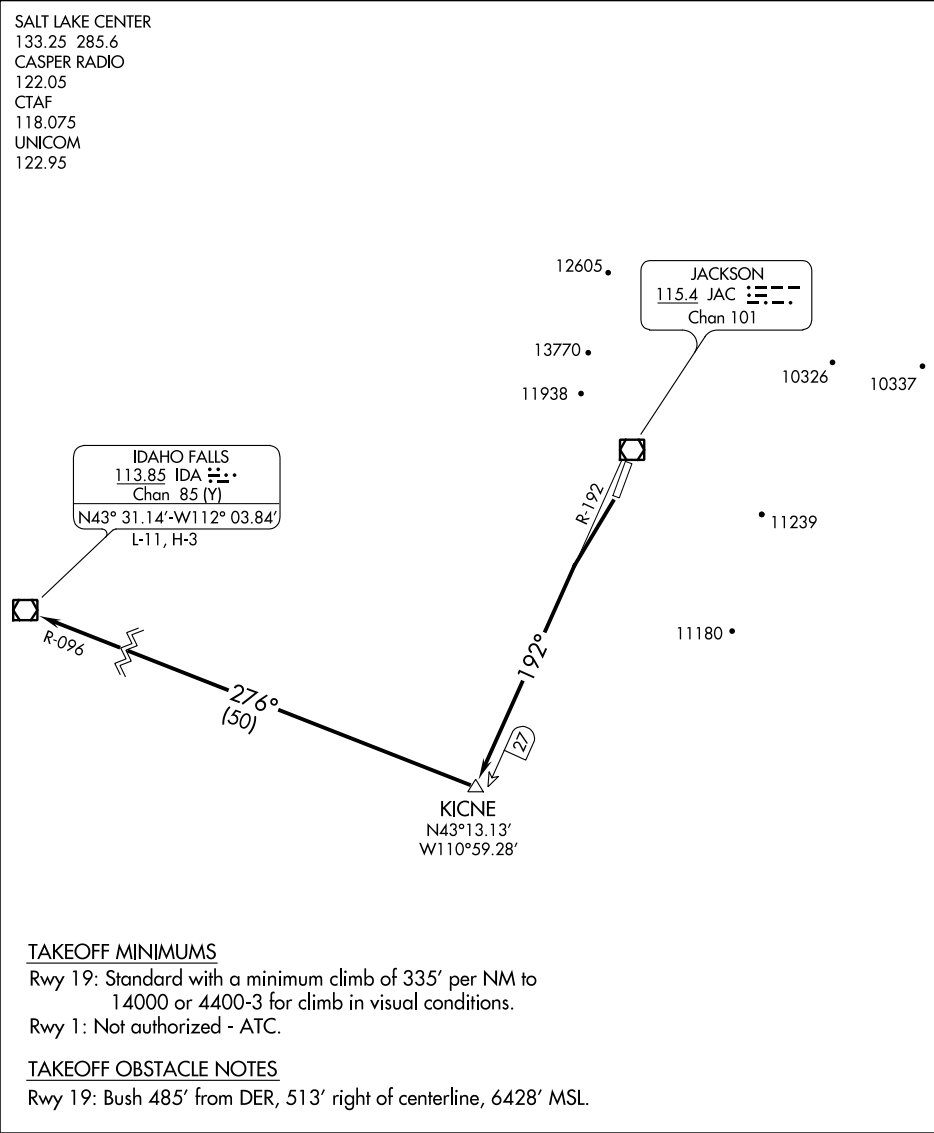 SALT LAKE CENTER
133.25 285.6
CASPER RADIO
122.05
CTAF
118.075
UNICOM
122.95
12605
JACKSON
115.4 JAC
Chan 101
13770
11938
10326
10337
IDAHO FALLS
113.85 IDA
Chan 85 (Y)
N43° 31.14′-W112° 03.84′
L-11, H-3
R-192
11239
R-096
11180
192°
276°
(50)
27
KICNE
N43°13.13′
W110°59.28′
TAKEOFF MINIMUMS
Rwy 19: Standard with a minimum climb of 335′ per NM to
14000 or 4400-3 for climb in visual conditions.
Rwy 1: Not authorized - ATC.
TAKEOFF OBSTACLE NOTES
Rwy 19: Bush 485′ from DER, 513′ right of centerline, 6428′ MSL.